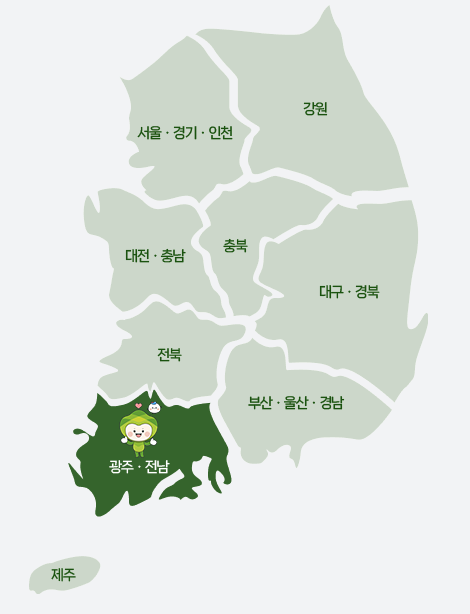 강원
서울 · 경기 · 인천
충북
대전 · 충남
대구 · 경북
전북
부산 · 울산 · 경남
광주 · 전남
제주